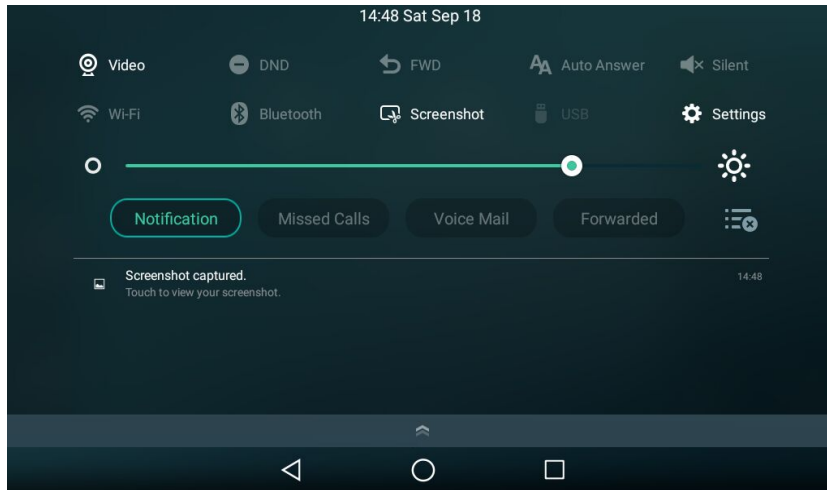 14:48 Sat Sep 18
Video DND FWD AA Auto Answer Silent
Wi-Fi Bluetooth Screenshot USB Settings
Notification Missed Calls Voice Mail Forwarded
Screenshot captured. 14:48
Touch to view your screenshot.